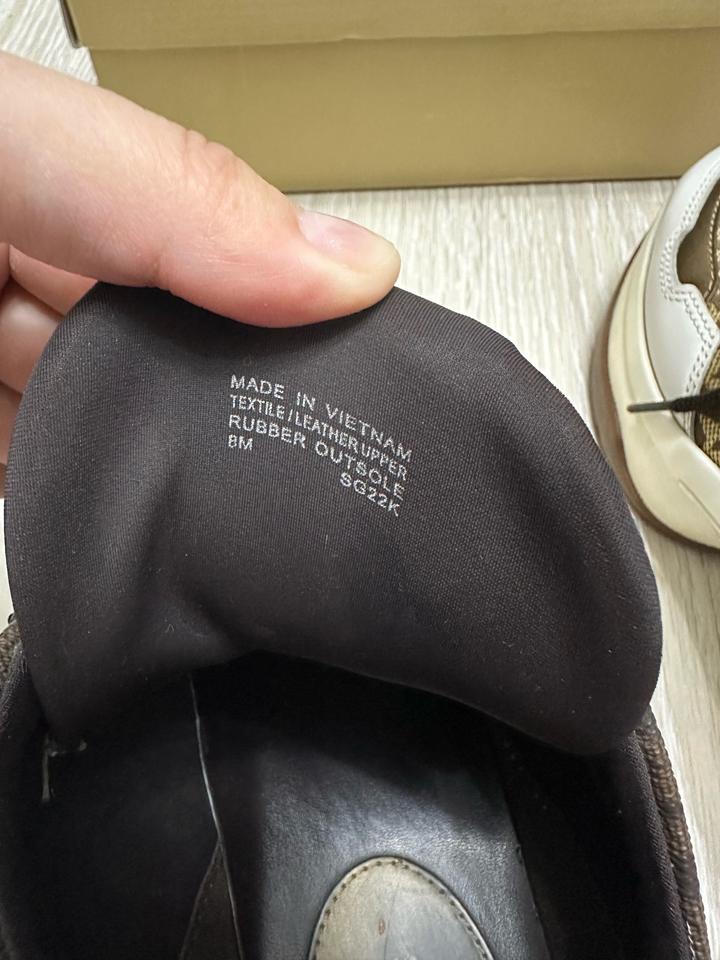 MADE IN VIETNAM
TEXTILE/LEATHER UPPER
RUBBER OUTSOLE
8M SG22K